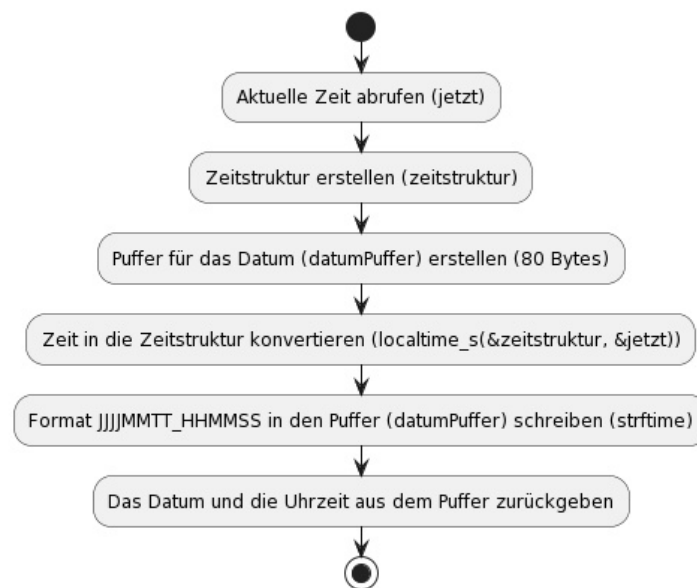 Aktuelle Zeit abrufen (jetzt)
Zeitstruktur erstellen (zeitstruktur)
Puffer für das Datum (datumPuffer) erstellen (80 Bytes)
Zeit in die Zeitstruktur konvertieren (localtime_s(&zeitstruktur, &jetzt))
Format JJJJMMTT_HHMMSS in den Puffer (datumPuffer) schreiben (strftime)
Das Datum und die Uhrzeit aus dem Puffer zurückgeben